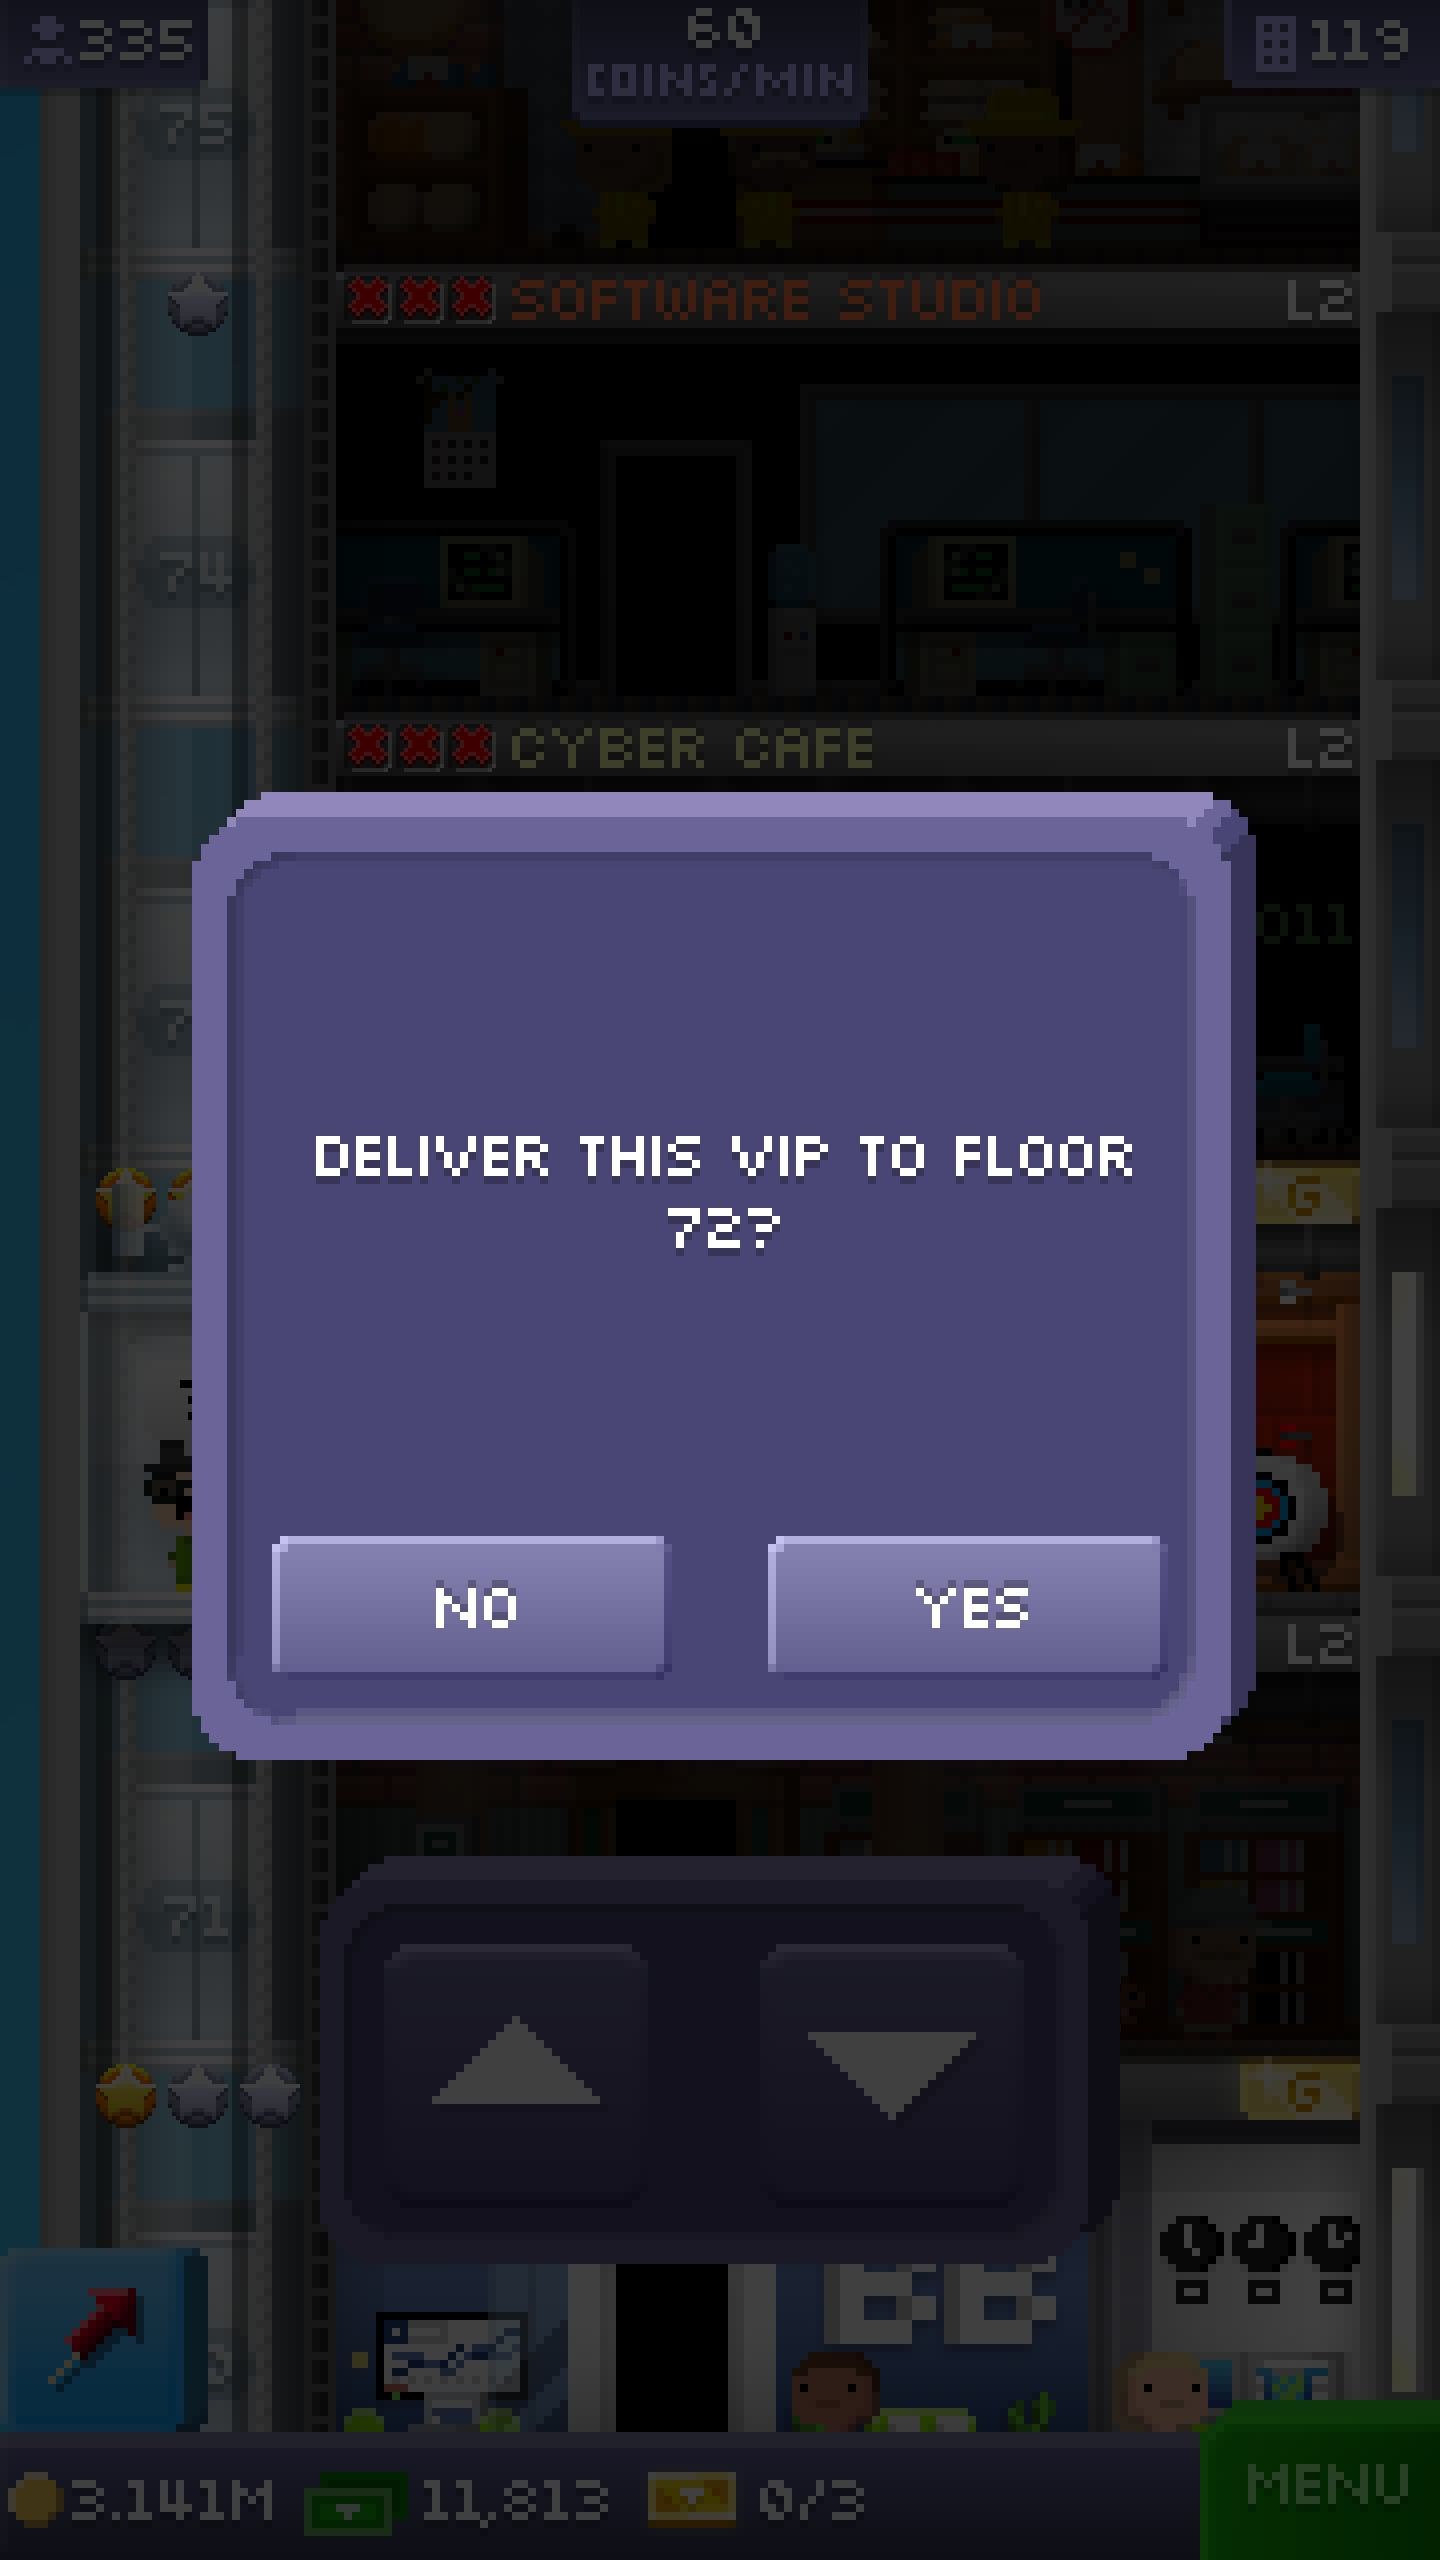 335
60
COINS/MIN
119
75
SOFTWARE STUDIO
L2
74
CYBER CAFE
L2
011
G
DELIVER THIS VIP TO FLOOR
72?
NO
YES
L2
71
G
3.141M
11,813
0/3
MENU